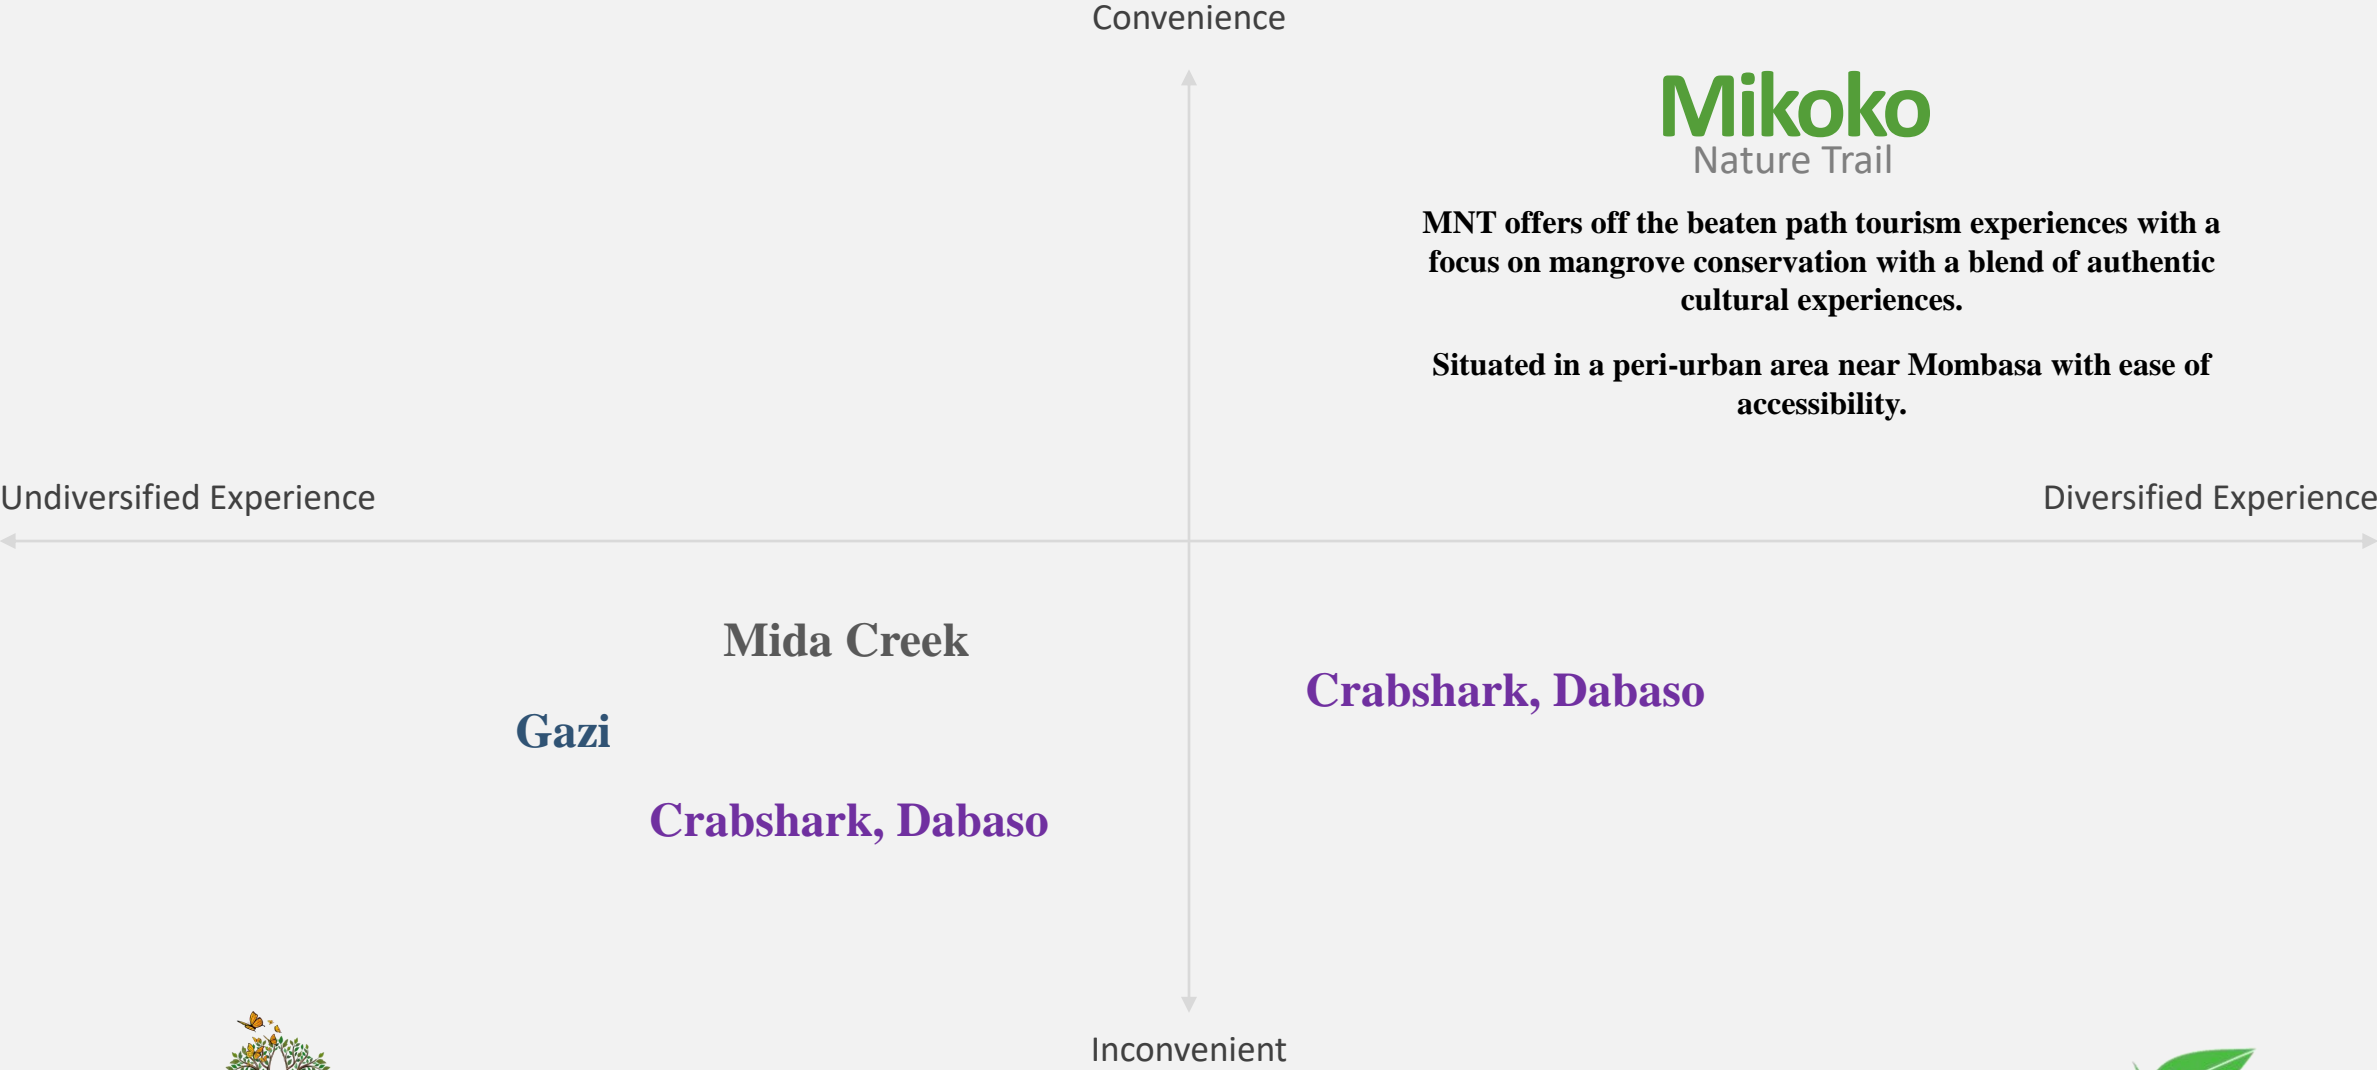 Convenience
Mikoko
Nature Trail
MNT offers off the beaten path tourism experiences with a
focus on mangrove conservation with a blend of authentic
cultural experiences.
Situated in a peri-urban area near Mombasa with ease of
accessibility.
Undiversified Experience
Diversified Experience
Mida Creek
Crabshark, Dabaso
Gazi
Crabshark, Dabaso
Inconvenient